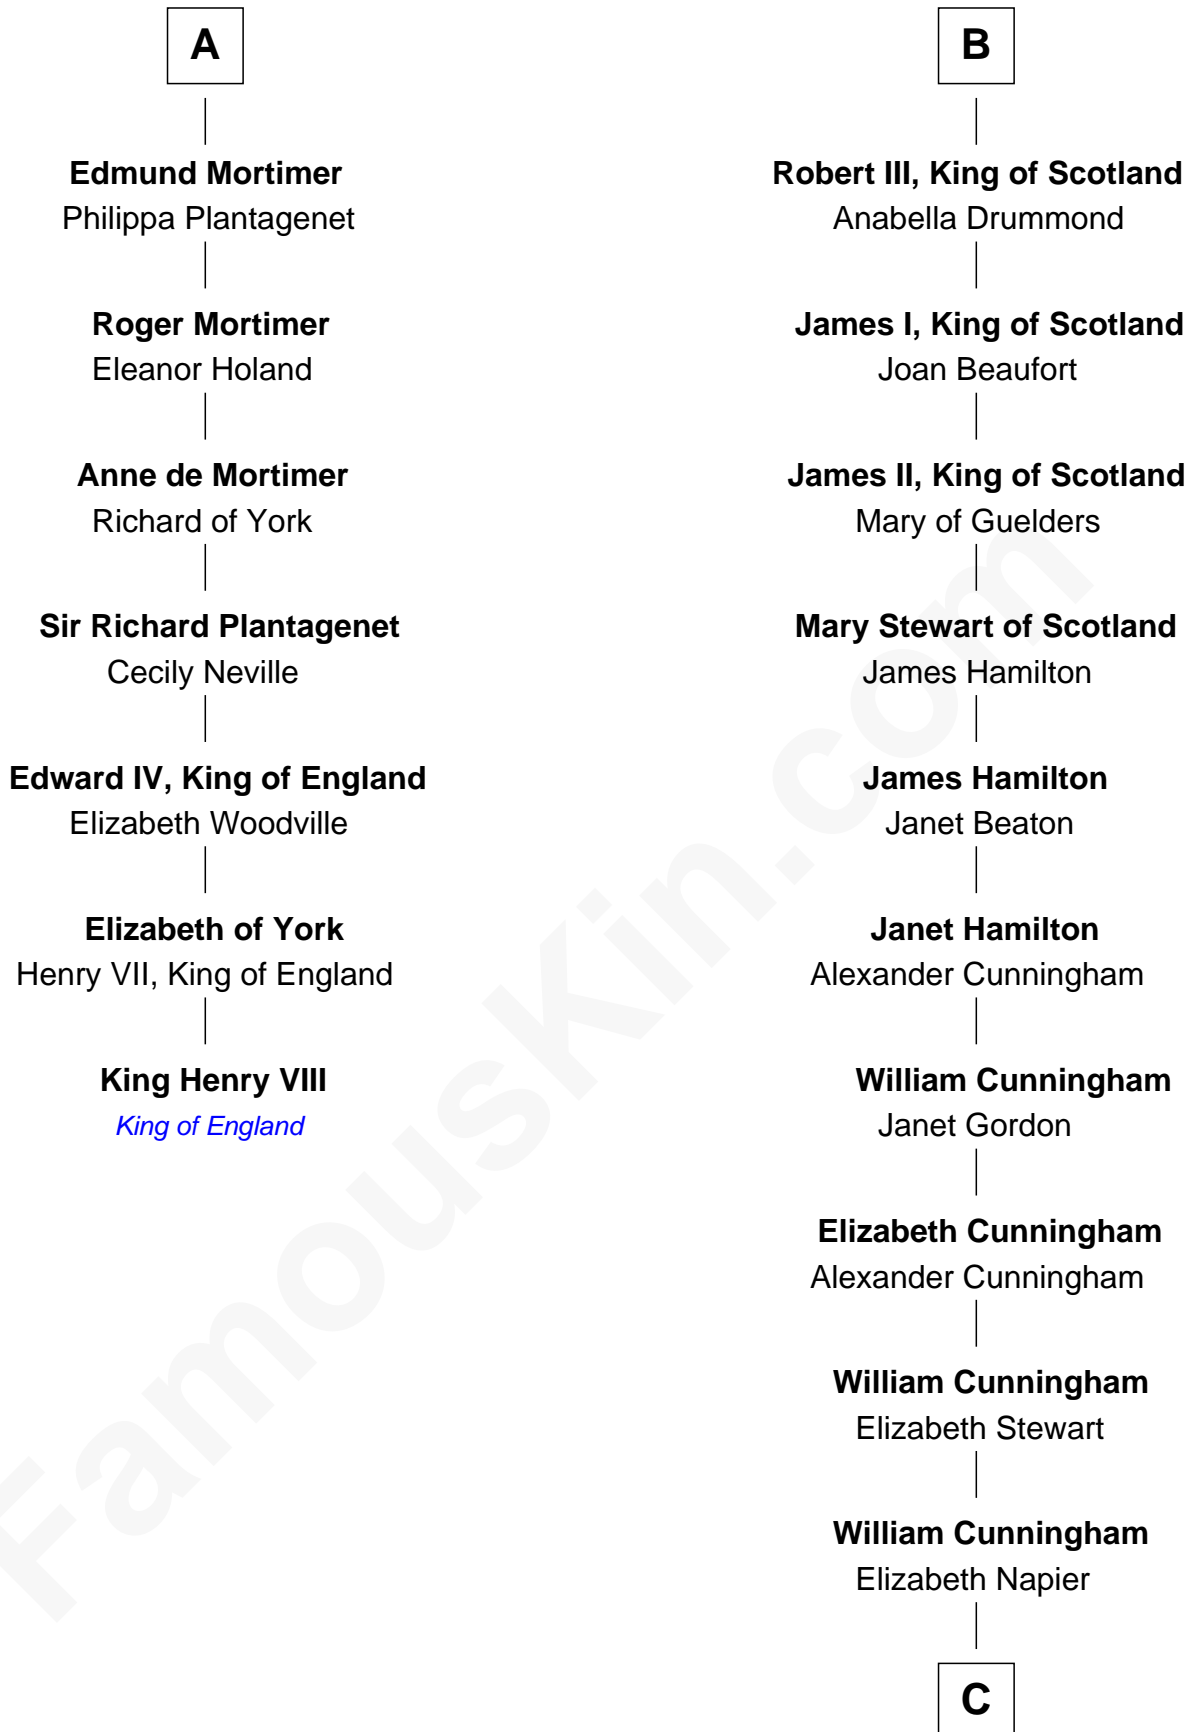 A
Edmund Mortimer
Philippa Plantagenet
Roger Mortimer
Eleanor Holand
Anne de Mortimer
Richard of York
Sir Richard Plantagenet
Cecily Neville
Edward IV, King of England
Elizabeth Woodville
Elizabeth of York
Henry VII, King of England
King Henry VIII
King of England
B
Robert III, King of Scotland
Anabella Drummond
James I, King of Scotland
Joan Beaufort
James II, King of Scotland
Mary of Guelders
Mary Stewart of Scotland
James Hamilton
James Hamilton
Janet Beaton
Janet Hamilton
Alexander Cunningham
William Cunningham
Janet Gordon
Elizabeth Cunningham
Alexander Cunningham
William Cunningham
Elizabeth Stewart
William Cunningham
Elizabeth Napier
C
FamousKin.com